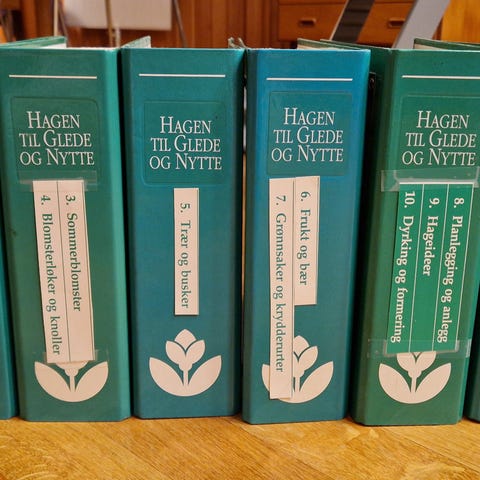 HAGEN
TIL GLEDE
OG NYTTE
3. Sommerblomster
4. Blomsterløker og knoller
HAGEN
TIL GLEDE
OG NYTTE
5. Trær og busker
HAGEN
TIL GLEDE
OG NYTTE
6. Frukt og bær
7. Grønnsaker og krydderurter
HAGEN
TIL GLEDE
OG NYTTE
8. Planlegging og anlegg
9. Hageideer
10. Dyrking og formering